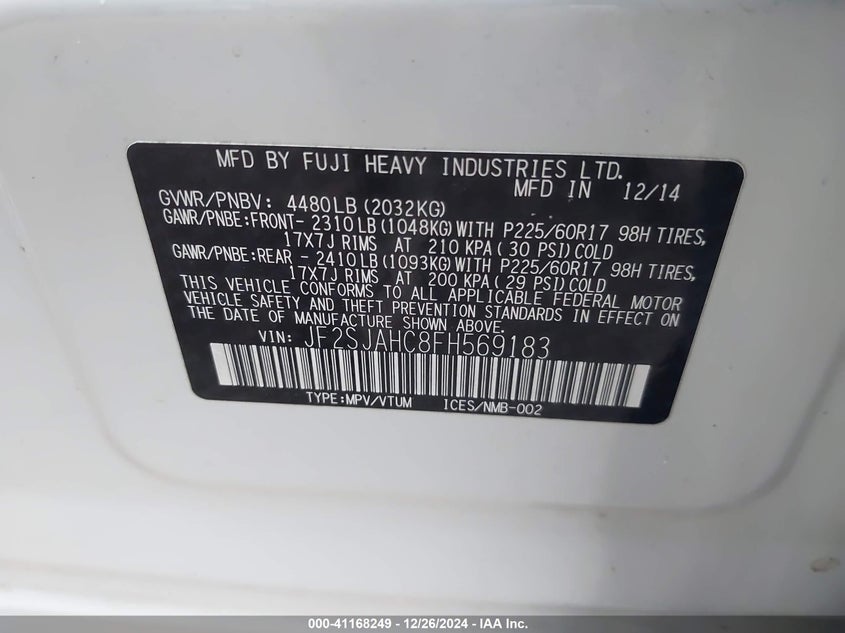 MFD BY FUJI HEAVY INDUSTRIES LTD.
MFD IN 12/14
GVWR/PNBV: 4480LB (2032KG)
GAWR/PNBE:FRONT- 2310LB (1048KG) WITH P225/60R17 98H TIRES,
17X7J RIMS AT 210 KPA ( 30 PSI) COLD
GAWR/PNBE:REAR - 2410LB (1093KG) WITH P225/60R17 98H TIRES,
17X7J RIMS AT 200 KPA ( 29 PSI) COLD
THIS VEHICLE CONFORMS TO ALL APPLICABLE FEDERAL MOTOR
VEHICLE SAFETY AND THEFT PREVENTION STANDARDS IN EFFECT ON
THE DATE OF MANUFACTURE SHOWN ABOVE.
VIN: JF2SJAHC8FH569183
TYPE:MPV/VTUM ICES/NMB-002
000-41168249 - 12/26/2024 - IAA Inc.